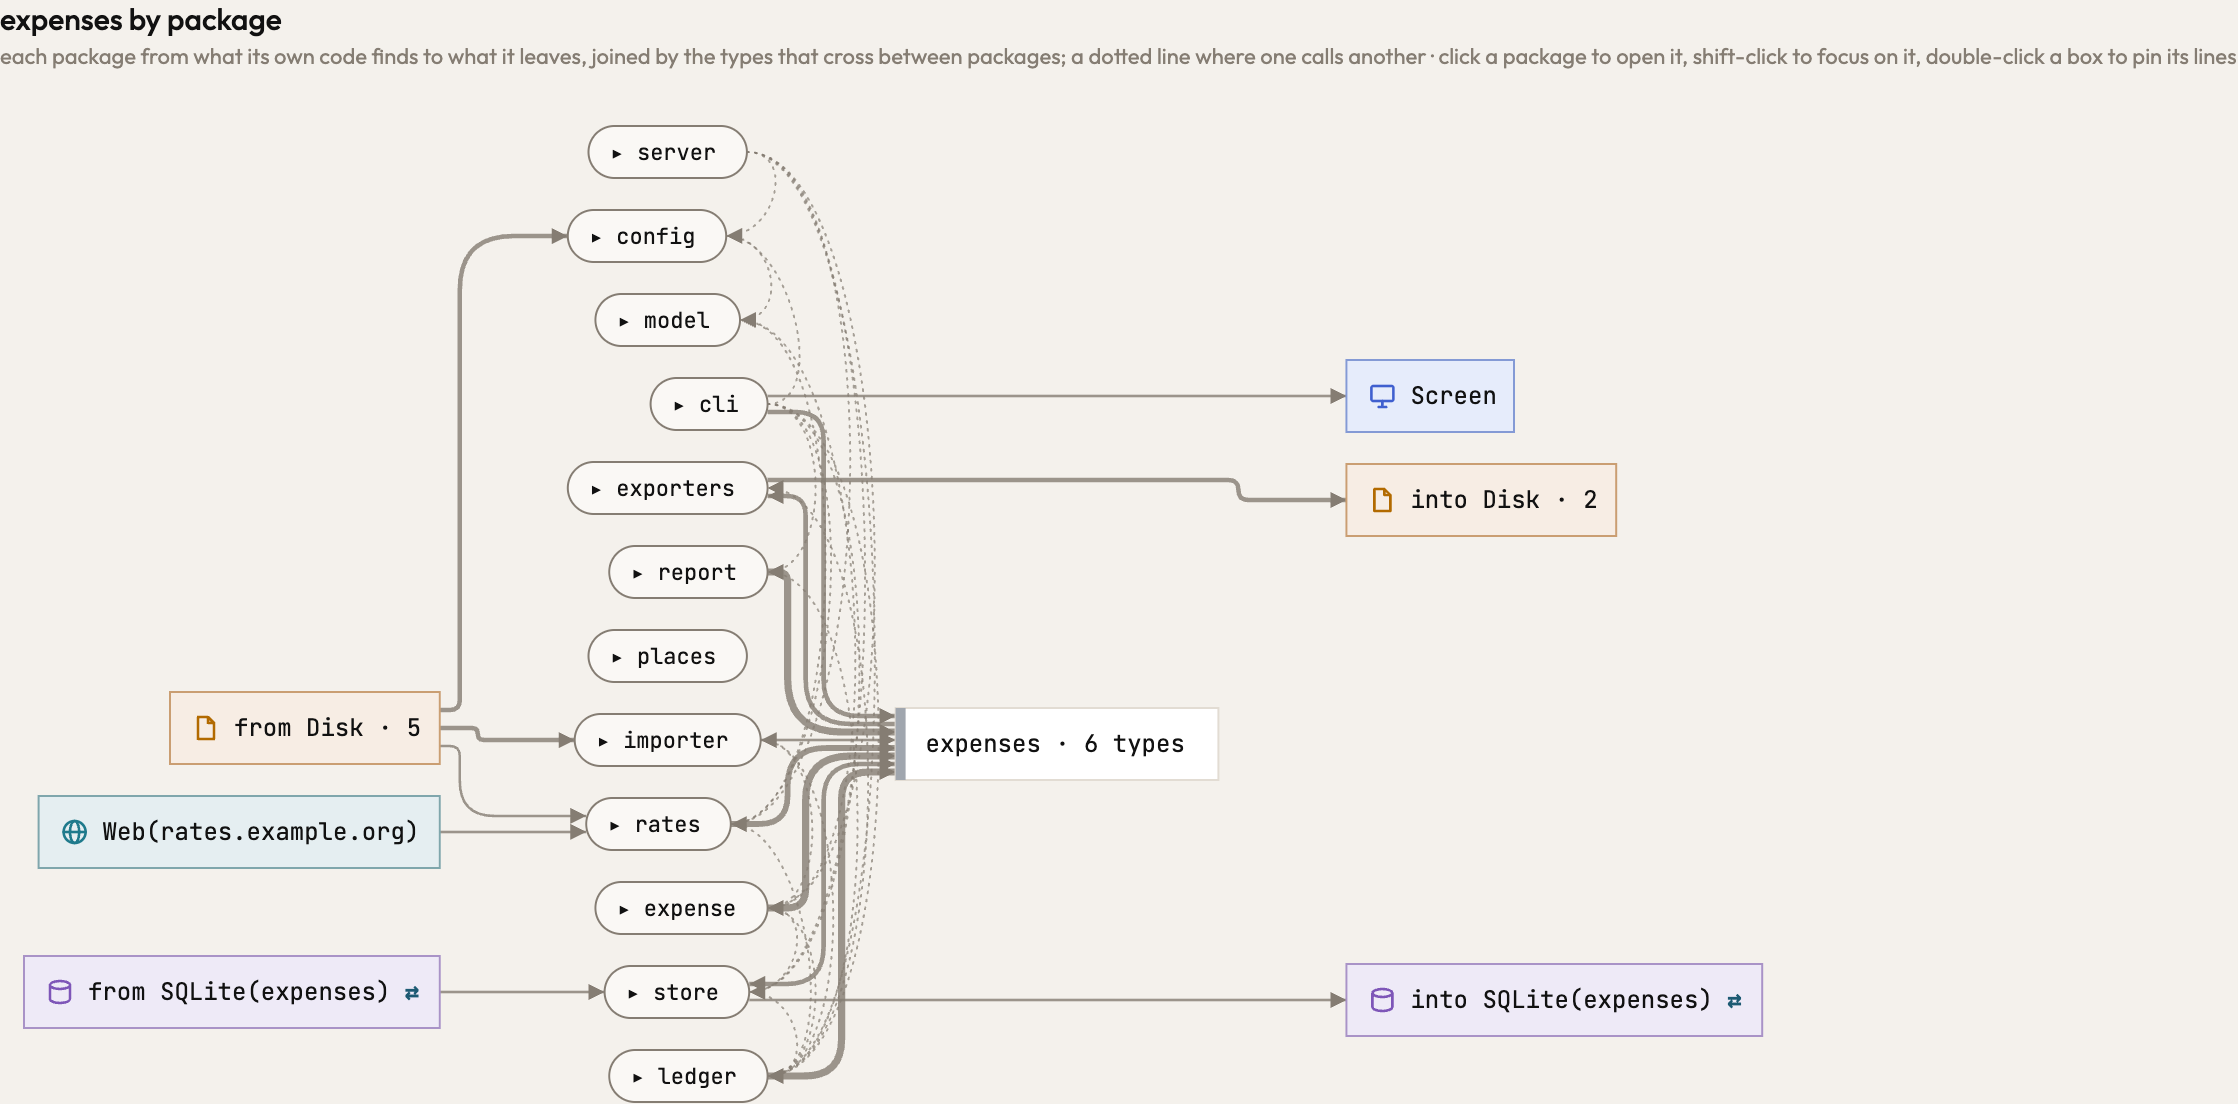 expenses by package
each package from what its own code finds to what it leaves, joined by the types that cross between packages; a dotted line where one calls another · click a package to open it, shift-click to focus on it, double-click a box to pin its lines
▸ server
▸ config
▸ model
▸ cli
Screen
▸ exporters
into Disk · 2
▸ report
▸ places
from Disk · 5
▸ importer
expenses · 6 types
Web(rates.example.org)
▸ rates
▸ expense
from SQLite(expenses) ⇄
▸ store
into SQLite(expenses) ⇄
▸ ledger